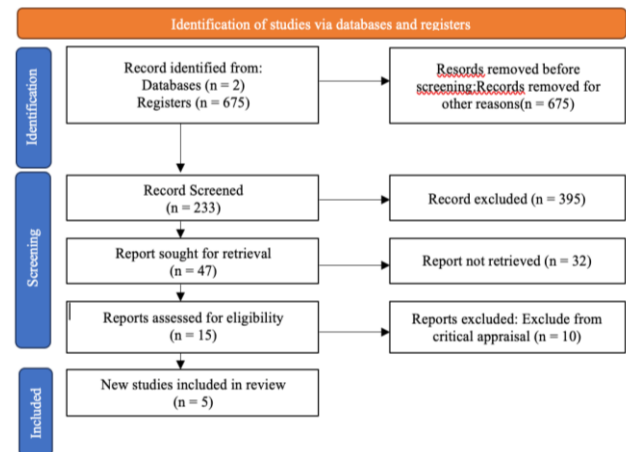 Identification of studies via databases and registers
Identification
Record identified from:
Databases (n = 2)
Registers (n = 675)
Resords removed before
screening:Records removed for
other reasons(n = 675)
Screening
Record Screened
(n = 233)
Record excluded (n = 395)
Report sought for retrieval
(n = 47)
Report not retrieved (n = 32)
Reports assessed for eligibility
(n = 15)
Reports excluded: Exclude from
critical appraisal (n = 10)
Included
New studies included in review
(n = 5)